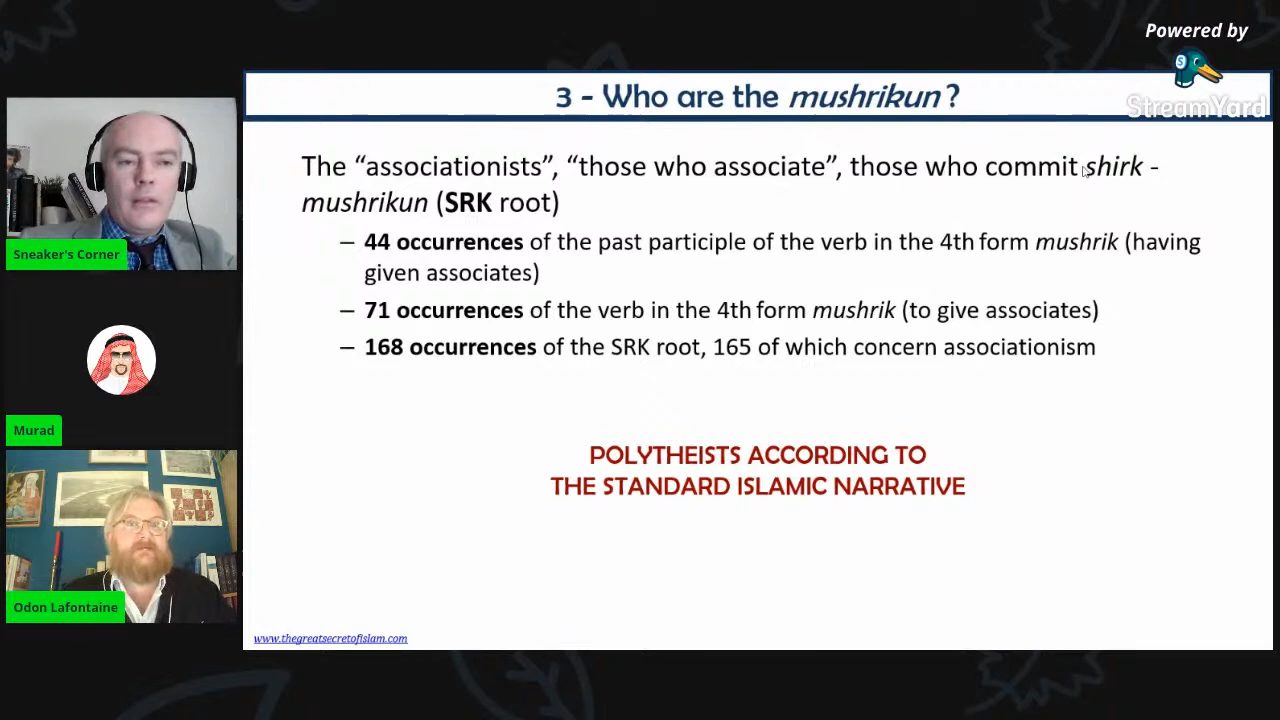 Powered by
StreamYard
3 - Who are the mushrikun ?
The “associationists”, “those who associate”, those who commit shirk -
mushrikun (SRK root)
– 44 occurrences of the past participle of the verb in the 4th form mushrik (having
given associates)
– 71 occurrences of the verb in the 4th form mushrik (to give associates)
– 168 occurrences of the SRK root, 165 of which concern associationism
POLYTHEISTS ACCORDING TO
THE STANDARD ISLAMIC NARRATIVE
www.thegreatsecretofislam.com
Sneaker's Corner
Murad
Odon Lafontaine